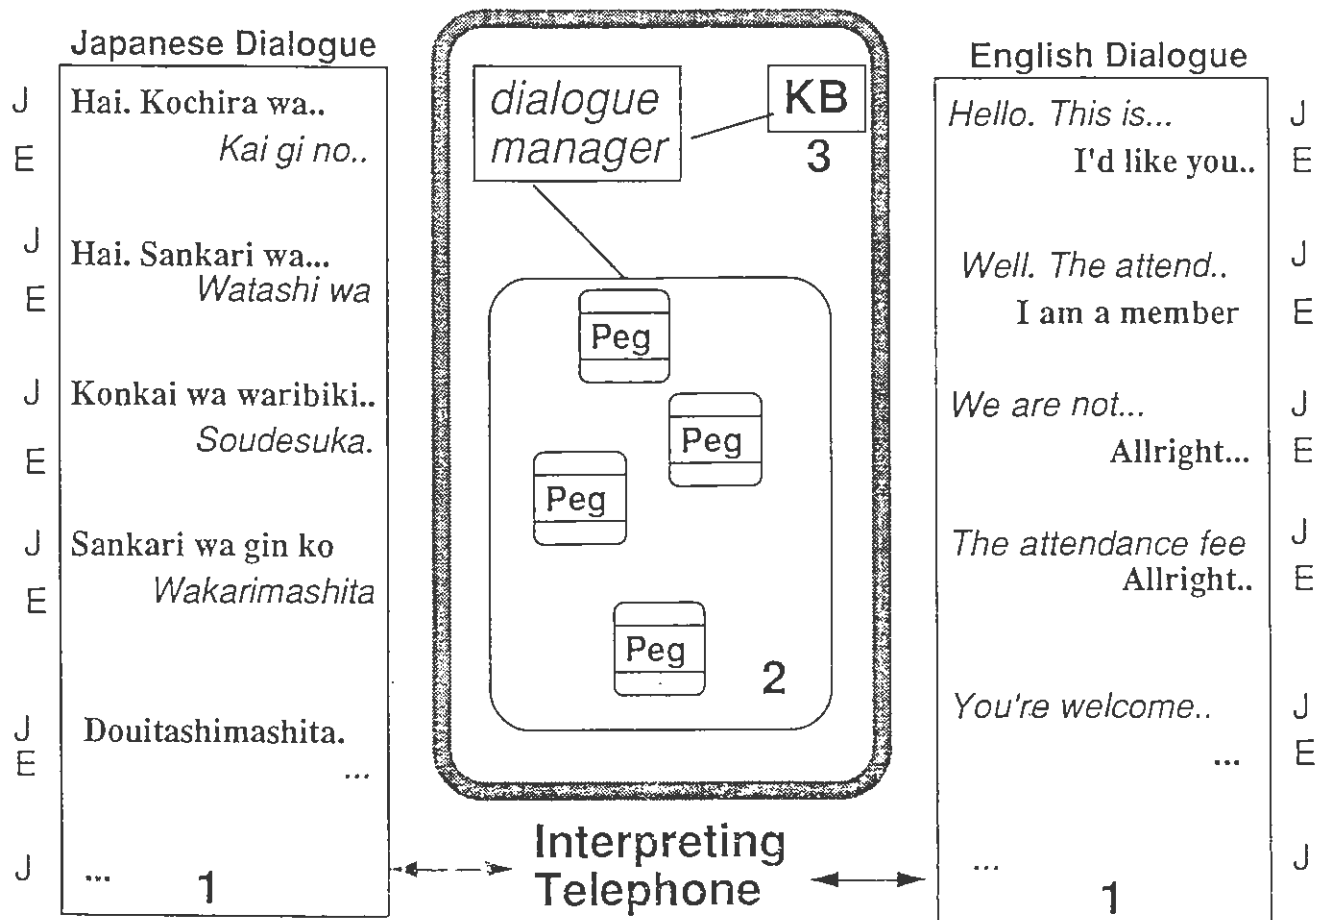 Japanese Dialogue
J Hai. Kochira wa..
E Kai gi no..
J Hai. Sankari wa...
E Watashi wa
J Konkai wa waribiki..
E Soudesuka.
J Sankari wa gin ko
E Wakarimashita
J Douitashimashita.
E ...
J ...
1
dialogue
manager
KB
3
Peg
Peg
Peg
Peg
2
Interpreting
Telephone
English Dialogue
Hello. This is... J
I'd like you.. E
Well. The attend.. J
I am a member E
We are not... J
Allright... E
The attendance fee J
Allright.. E
You're welcome.. J
... E
... J
1